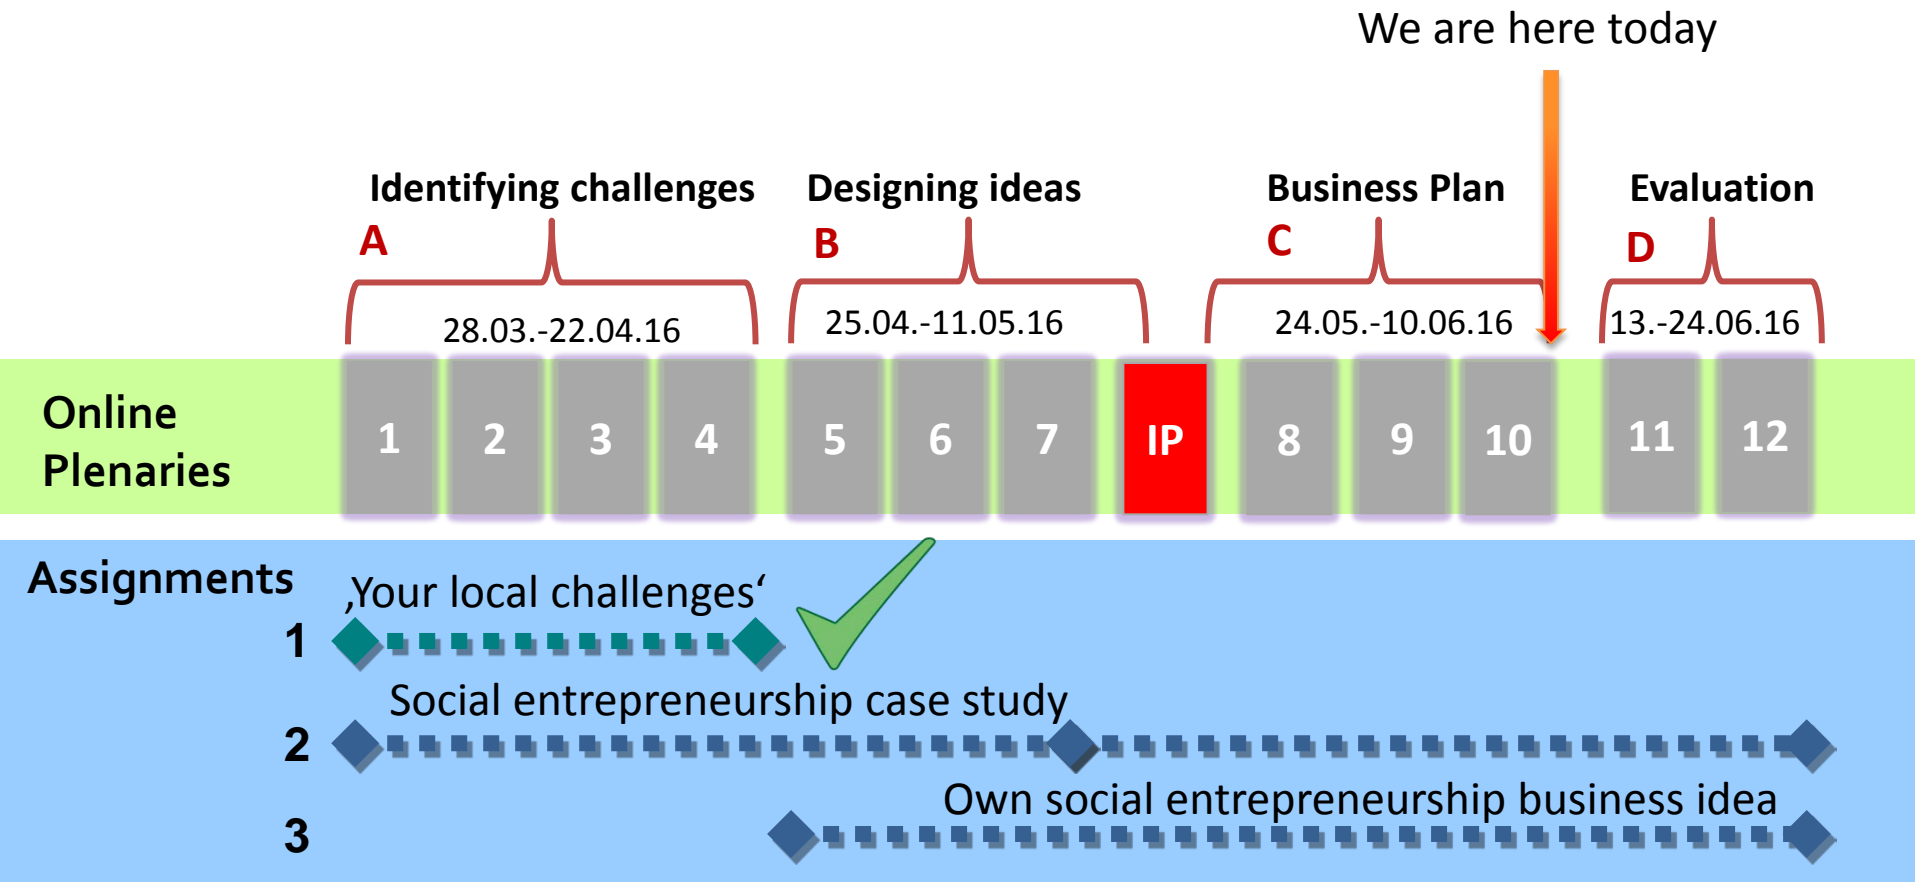 We are here today
Identifying challenges
Designing ideas
Business Plan
Evaluation
A
B
C
D
28.03.-22.04.16
25.04.-11.05.16
24.05.-10.06.16
13.-24.06.16
Online
Plenaries
1
2
3
4
5
6
7
IP
8
9
10
11
12
Assignments
‚Your local challenges‘
1
Social entrepreneurship case study
2
Own social entrepreneurship business idea
3